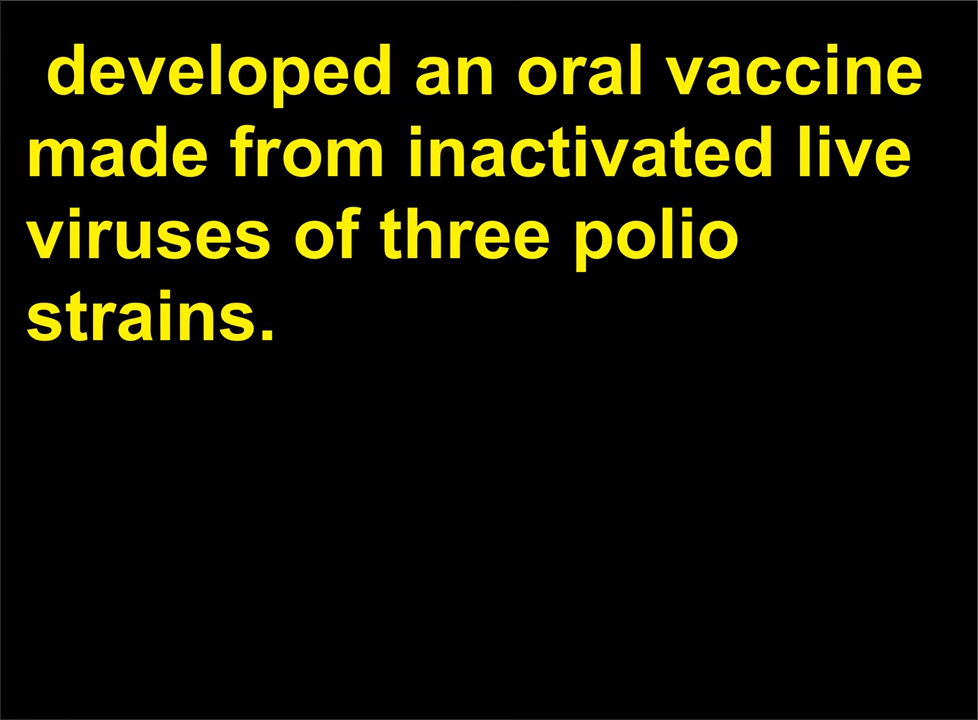 developed an oral vaccine
made from inactivated live
viruses of three polio
strains.